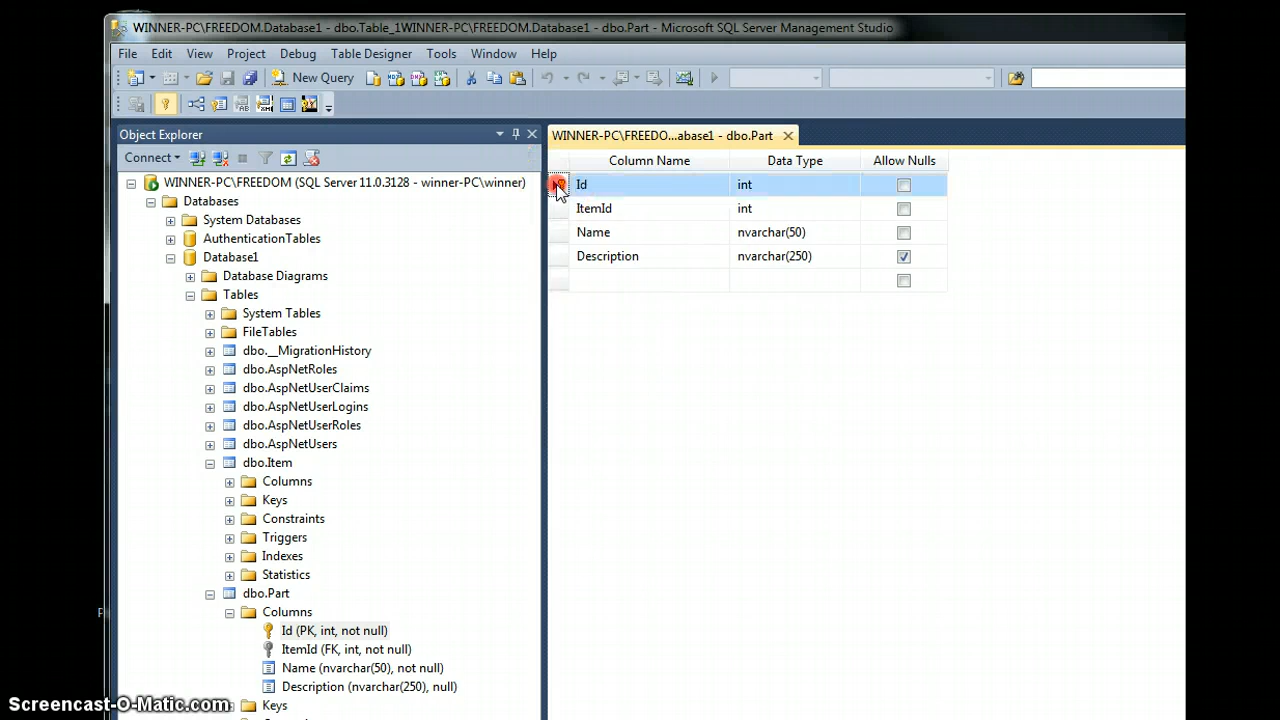 WINNER-PC\FREEDOM.Database1 - dbo.Table_1WINNER-PC\FREEDOM.Database1 - dbo.Part - Microsoft SQL Server Management Studio
File Edit View Project Debug Table Designer Tools Window Help
New Query
Object Explorer
WINNER-PC\FREEDO...abase1 - dbo.Part
Connect
Column Name Data Type Allow Nulls
WINNER-PC\FREEDOM (SQL Server 11.0.3128 - winner-PC\winner)
Id int
Databases
ItemId int
System Databases
Name nvarchar(50)
AuthenticationTables
Description nvarchar(250)
Database1
Database Diagrams
Tables
System Tables
FileTables
dbo.__MigrationHistory
dbo.AspNetRoles
dbo.AspNetUserClaims
dbo.AspNetUserLogins
dbo.AspNetUserRoles
dbo.AspNetUsers
dbo.Item
Columns
Keys
Constraints
Triggers
Indexes
Statistics
dbo.Part
Columns
Id (PK, int, not null)
ItemId (FK, int, not null)
Name (nvarchar(50), not null)
Description (nvarchar(250), null)
Keys
Screencast-O-Matic.com